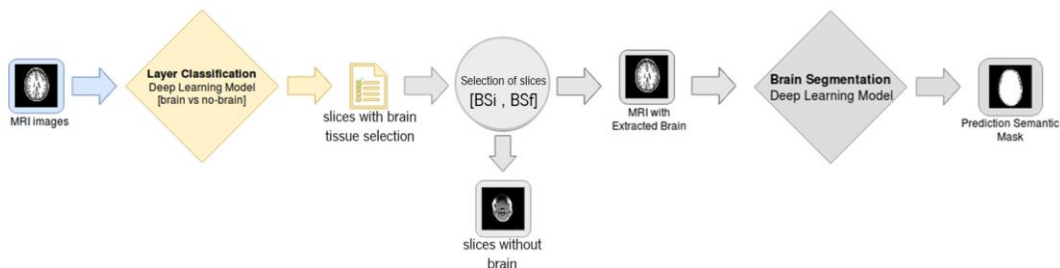 MRI images
Layer Classification
Deep Learning Model
[brain vs no-brain]
slices with brain
tissue selection
Selection of slices
[BSi , BSf]
slices without
brain
MRI with
Extracted Brain
Brain Segmentation
Deep Learning Model
Prediction Semantic
Mask